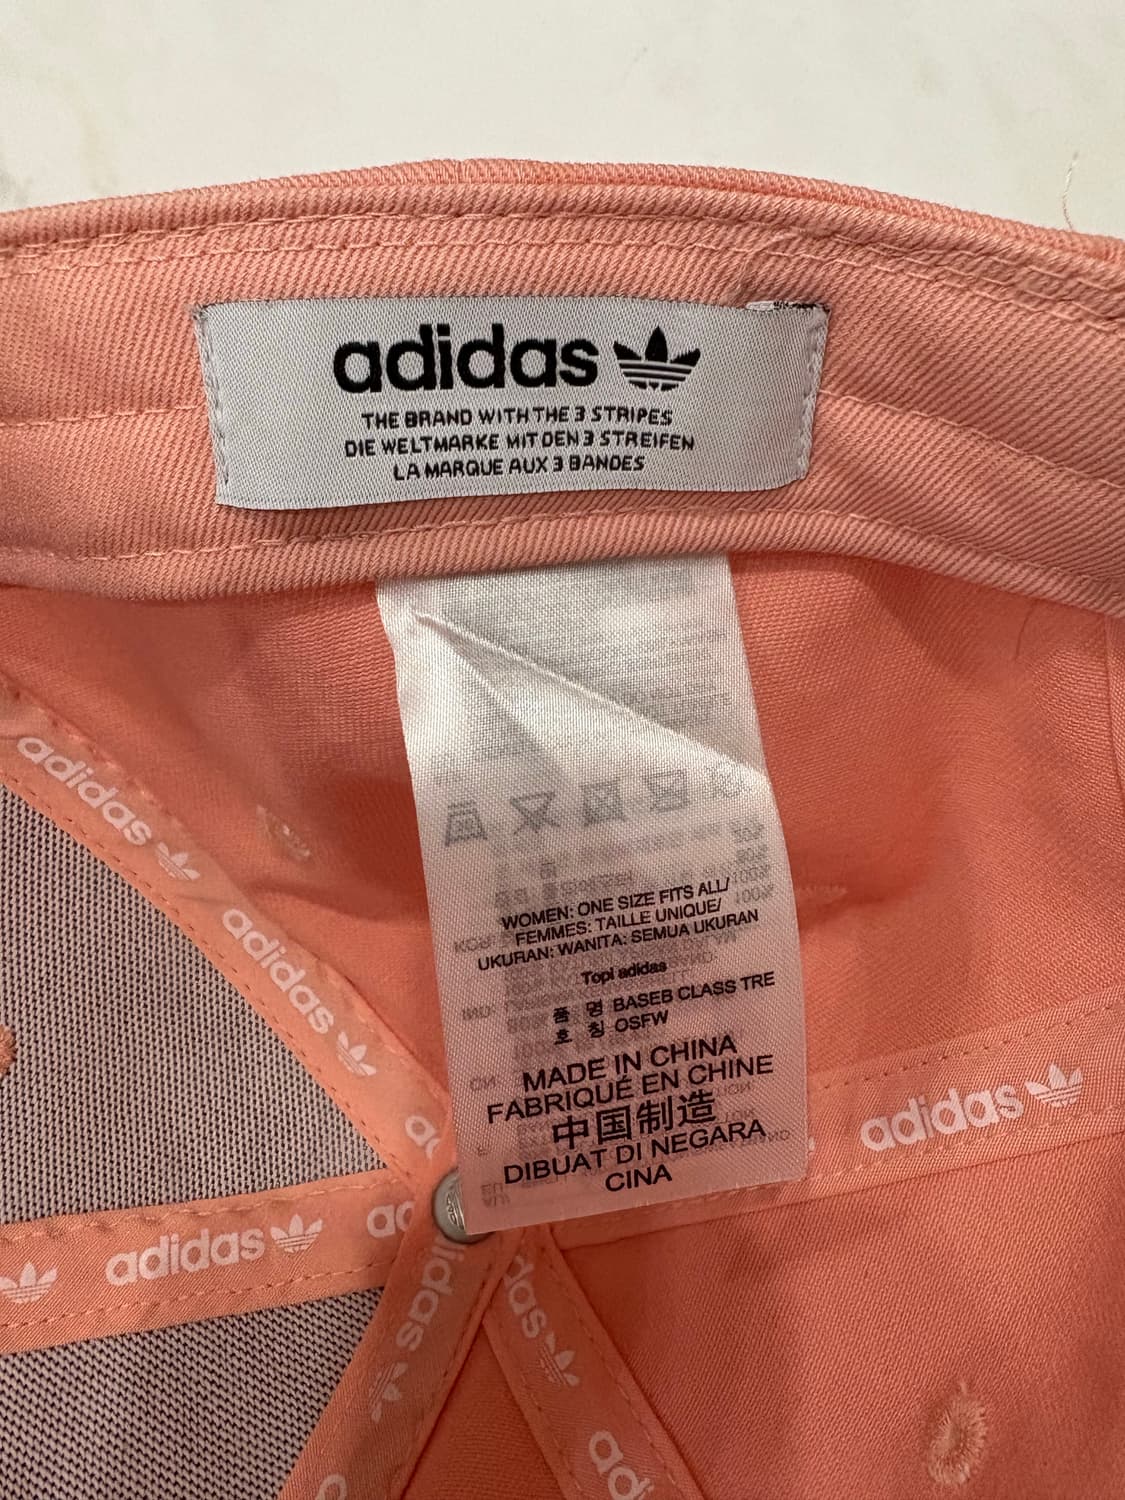 adidas
THE BRAND WITH THE 3 STRIPES
DIE WELTMARKE MIT DEN 3 STREIFEN
LA MARQUE AUX 3 BANDES
WOMEN: ONE SIZE FITS ALL/
FEMMES: TAILLE UNIQUE/
UKURAN: WANITA: SEMUA UKURAN
Topi adidas
품 명 BASEB CLASS TRE
호 칭 OSFW
MADE IN CHINA
FABRIQUÉ EN CHINE
中国制造
DIBUAT DI NEGARA
CINA
adidas
adidas
adidas
adidas
adidas
adidas